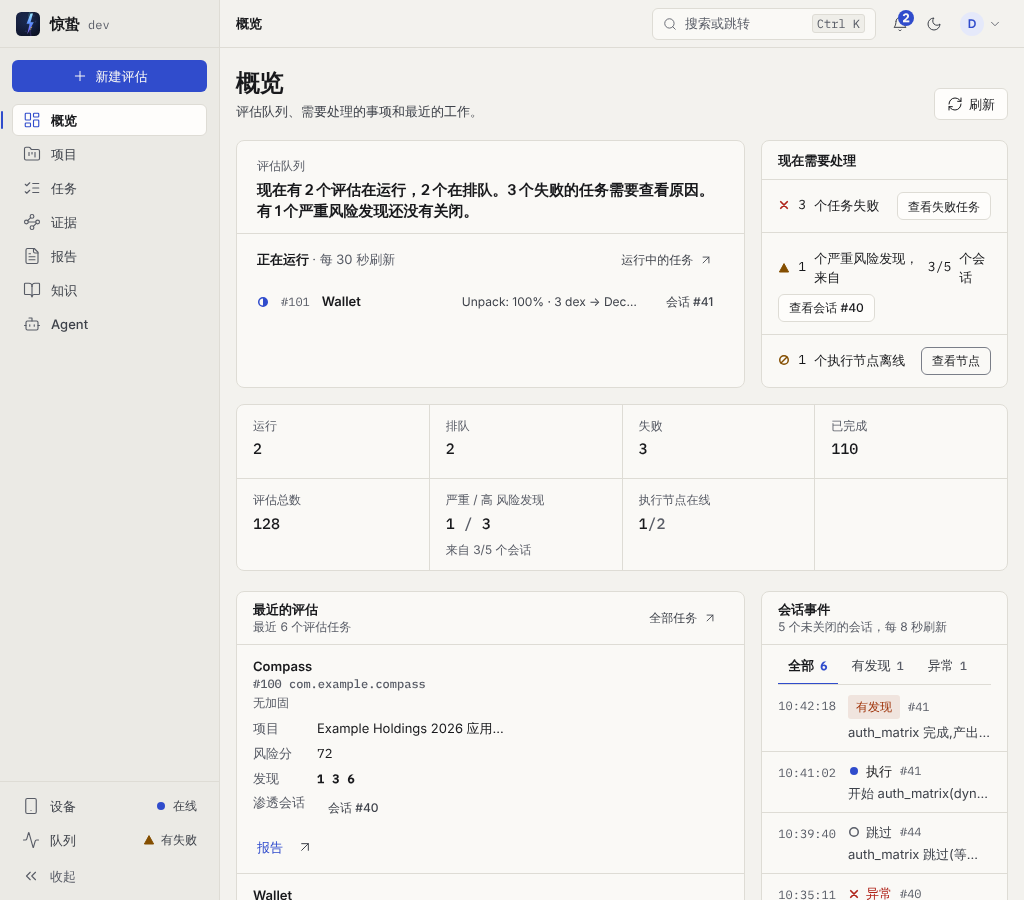 惊蛰 dev
概览
搜索或跳转 Ctrl K
2
D
新建评估
概览
项目
任务
证据
报告
知识
Agent
设备 在线
队列 有失败
收起
概览
评估队列、需要处理的事项和最近的工作。
刷新
评估队列
现在有 2 个评估在运行，2 个在排队。3 个失败的任务需要查看原因。
有 1 个严重风险发现还没有关闭。
正在运行 · 每 30 秒刷新 运行中的任务
#101 Wallet Unpack: 100% · 3 dex → Dec... 会话 #41
现在需要处理
3 个任务失败 查看失败任务
1 个严重风险发现，来自 3/5 个会话
查看会话 #40
1 个执行节点离线 查看节点
运行
2
排队
2
失败
3
已完成
110
评估总数
128
严重 / 高 风险发现
1 / 3
来自 3/5 个会话
执行节点在线
1/2
最近的评估
最近 6 个评估任务
全部任务
Compass
#100 com.example.compass
无加固
项目 Example Holdings 2026 应用...
风险分 72
发现 1 3 6
渗透会话 会话 #40
报告
Wallet
会话事件
5 个未关闭的会话，每 8 秒刷新
全部 6 有发现 1 异常 1
10:42:18 有发现 #41
auth_matrix 完成,产出...
10:41:02 执行 #41
开始 auth_matrix(dyn...
10:39:40 跳过 #44
auth_matrix 跳过(等...
10:35:11 异常 #40